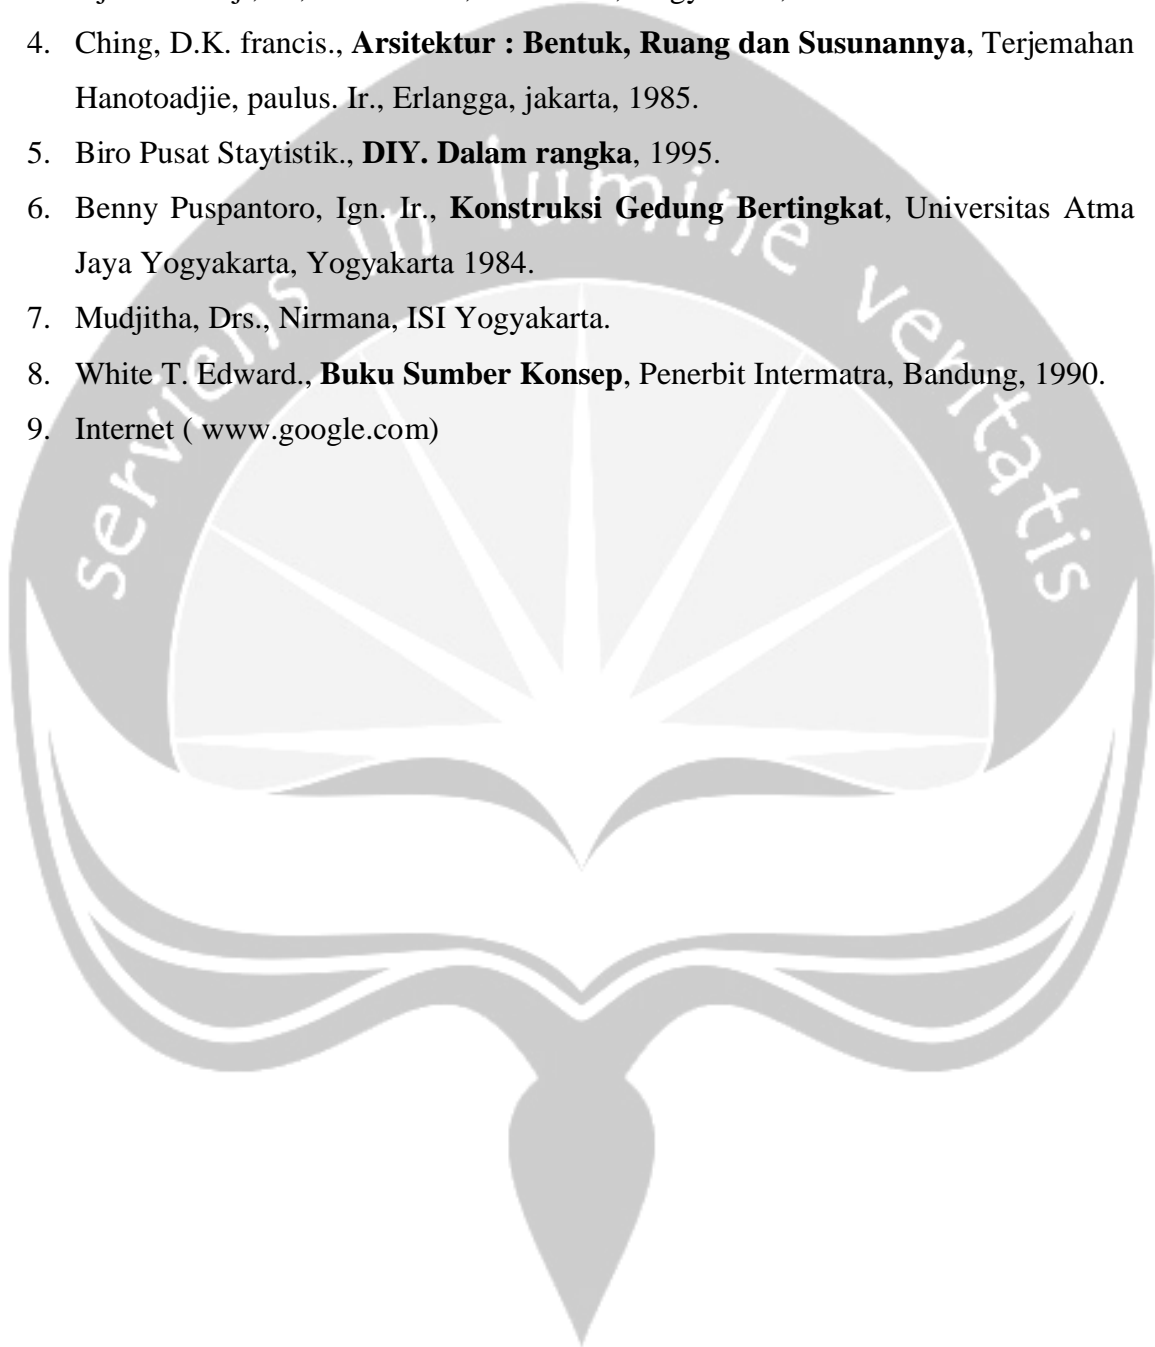 4. Ching, D.K. francis., Arsitektur : Bentuk, Ruang dan Susunannya, Terjemahan
Hanotoadjie, paulus. Ir., Erlangga, jakarta, 1985.
5. Biro Pusat Staytistik., DIY. Dalam rangka, 1995.
6. Benny Puspantoro, Ign. Ir., Konstruksi Gedung Bertingkat, Universitas Atma
Jaya Yogyakarta, Yogyakarta 1984.
7. Mudjitha, Drs., Nirmana, ISI Yogyakarta.
8. White T. Edward., Buku Sumber Konsep, Penerbit Intermatra, Bandung, 1990.
9. Internet ( www.google.com)
serviens in lumine veritatis